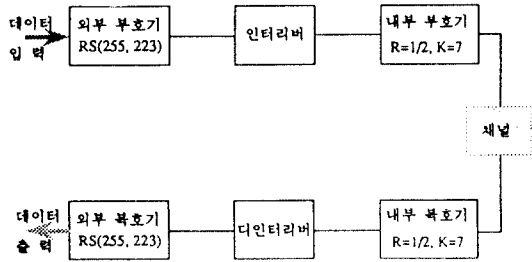 데이터
입 력
외부 부호기
RS(255, 223)
인터리버
내부 부호기
R=1/2, K=7
채널
데이터
출 력
외부 복호기
RS(255, 223)
디인터리버
내부 복호기
R=1/2, K=7